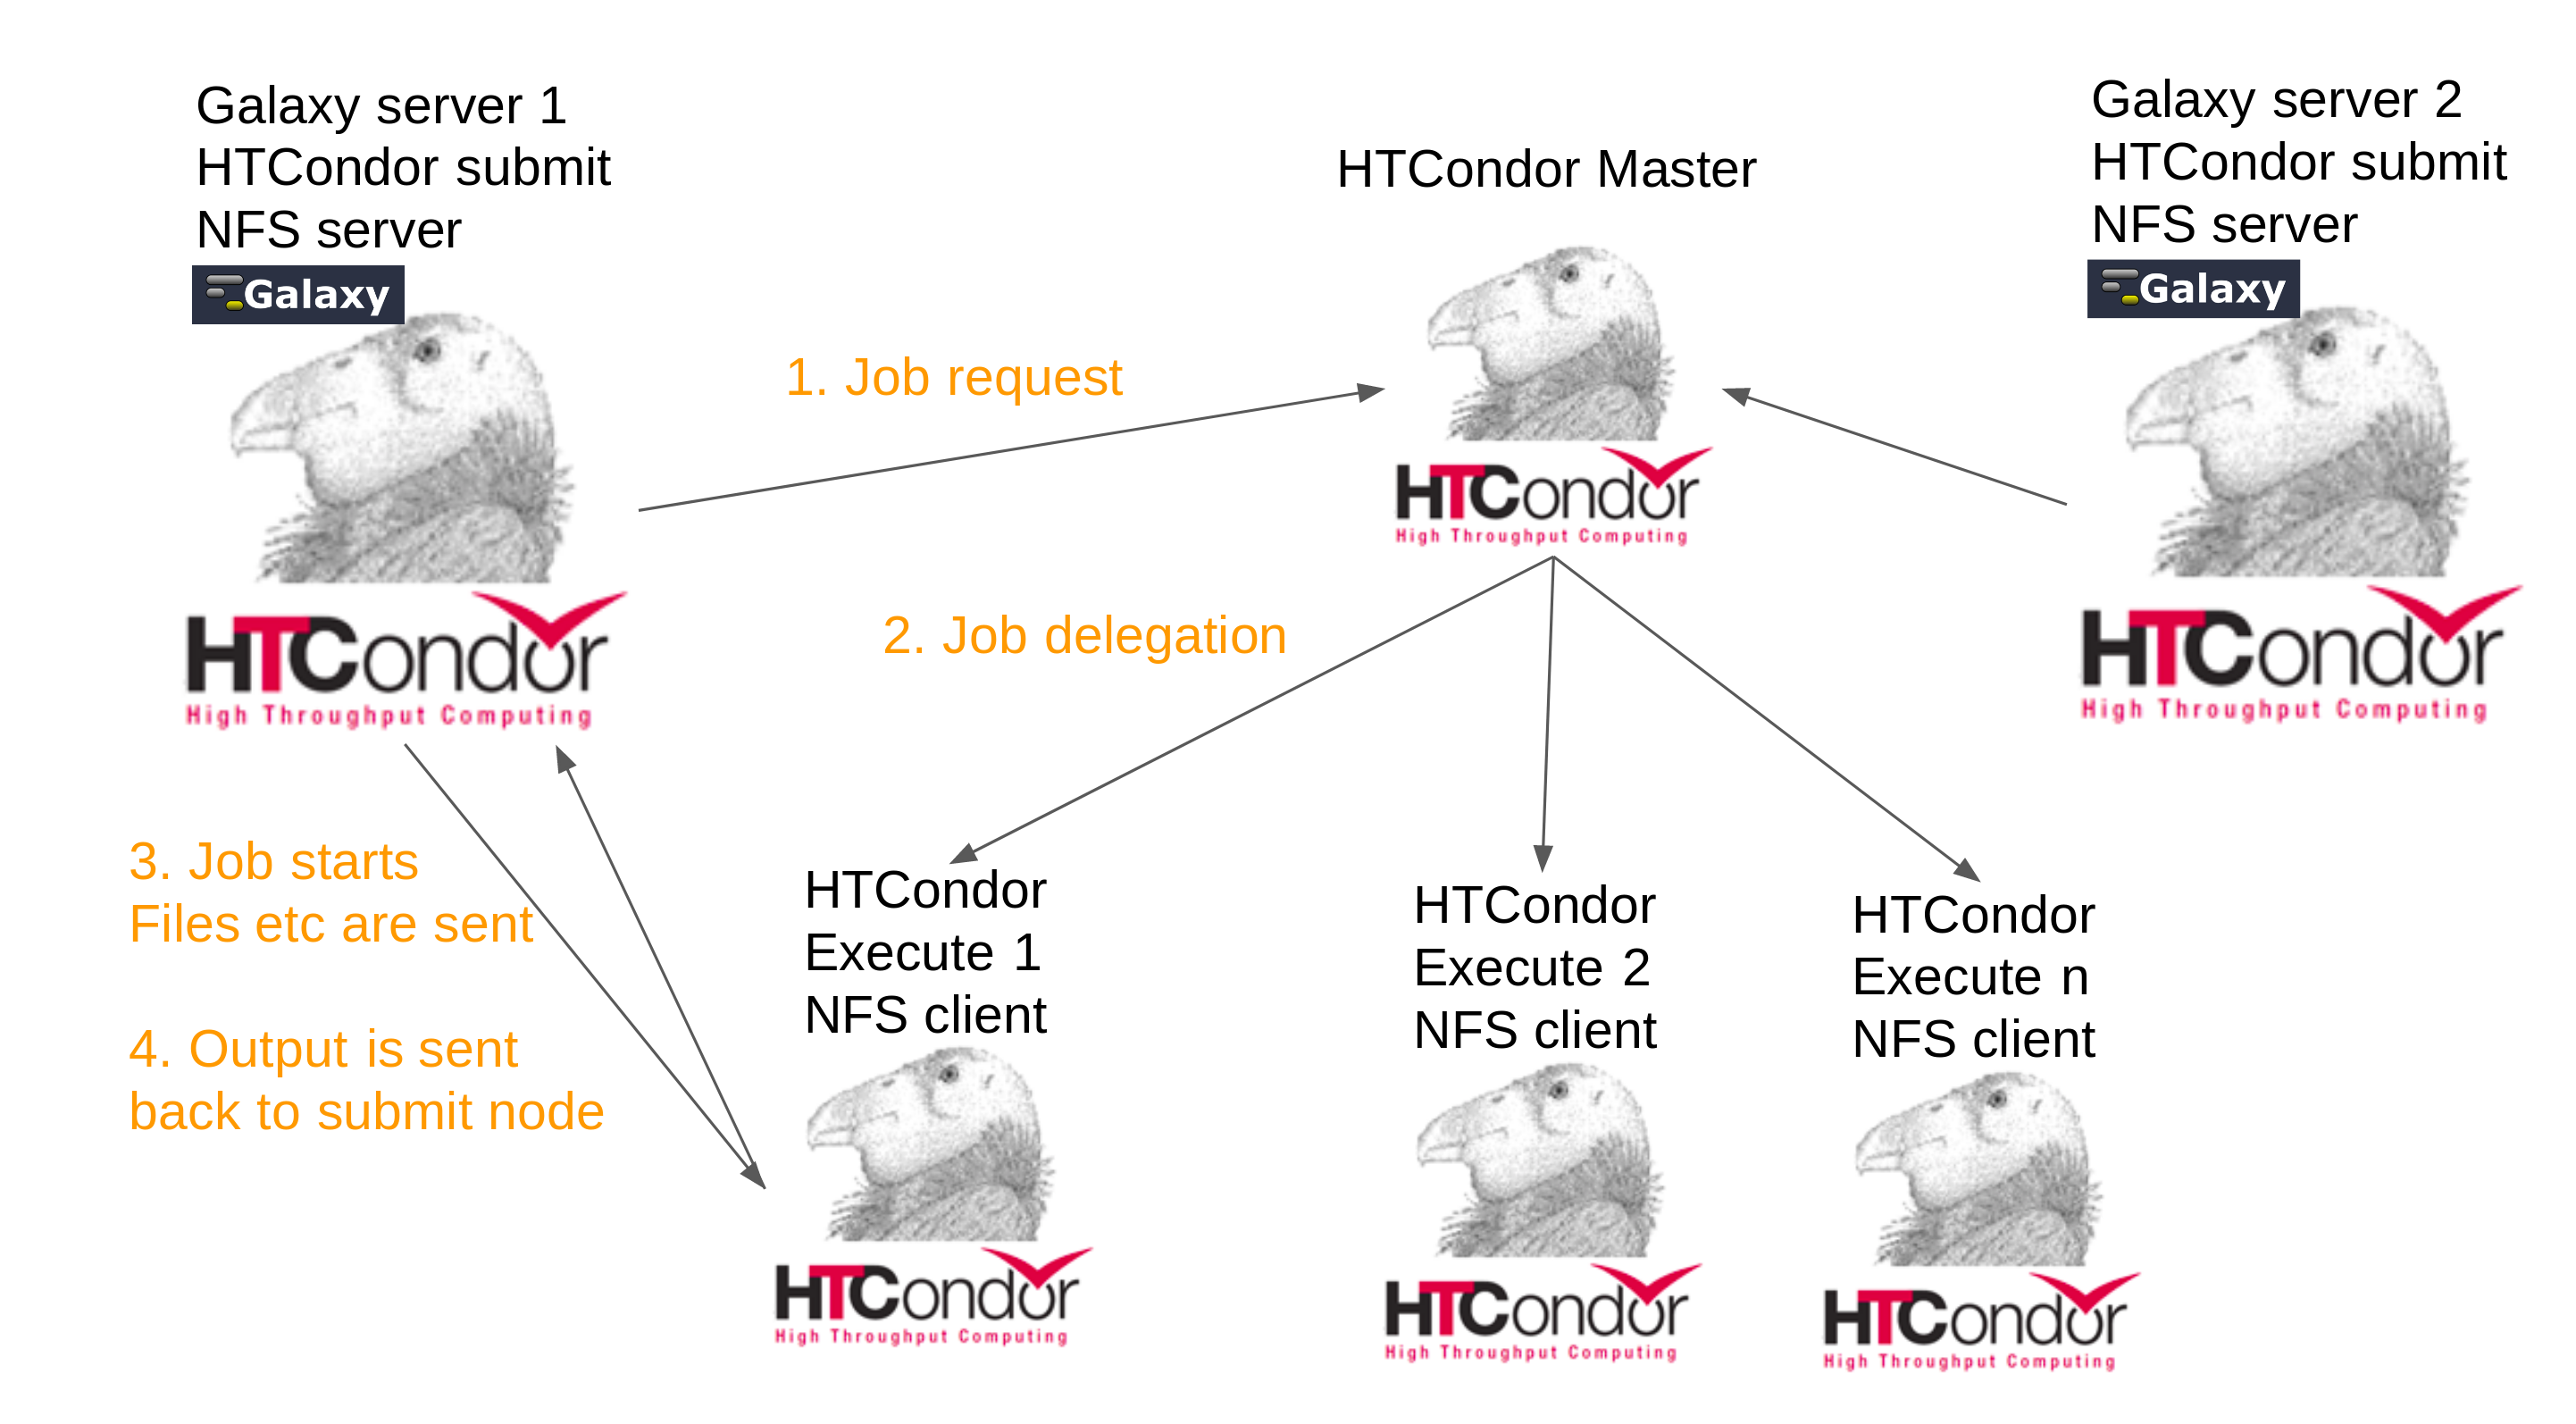 Galaxy server 1
HTCondor submit
NFS server
Galaxy
HTCondor
High Throughput Computing
1. Job request
HTCondor Master
HTCondor
High Throughput Computing
Galaxy server 2
HTCondor submit
NFS server
Galaxy
HTCondor
High Throughput Computing
2. Job delegation
3. Job starts
Files etc are sent
4. Output is sent
back to submit node
HTCondor
Execute 1
NFS client
HTCondor
High Throughput Computing
HTCondor
Execute 2
NFS client
HTCondor
High Throughput Computing
HTCondor
Execute n
NFS client
HTCondor
High Throughput Computing